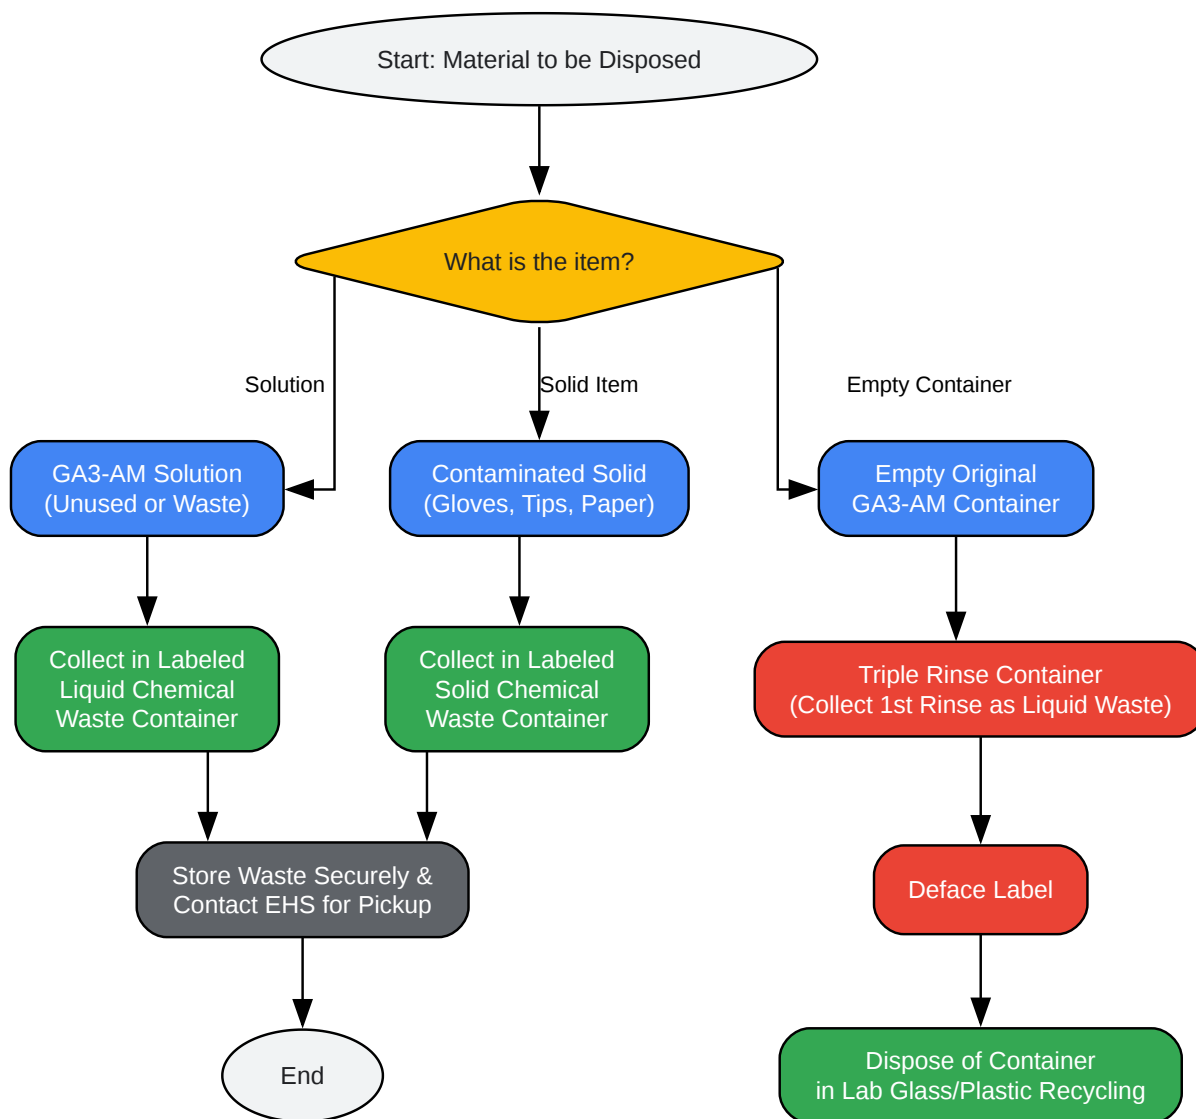 Start: Material to be Disposed
What is the item?
Solution
Solid Item
Empty Container
GA3-AM Solution
(Unused or Waste)
Contaminated Solid
(Gloves, Tips, Paper)
Empty Original
GA3-AM Container
Collect in Labeled
Liquid Chemical
Waste Container
Collect in Labeled
Solid Chemical
Waste Container
Triple Rinse Container
(Collect 1st Rinse as Liquid Waste)
Store Waste Securely &
Contact EHS for Pickup
Deface Label
End
Dispose of Container
in Lab Glass/Plastic Recycling